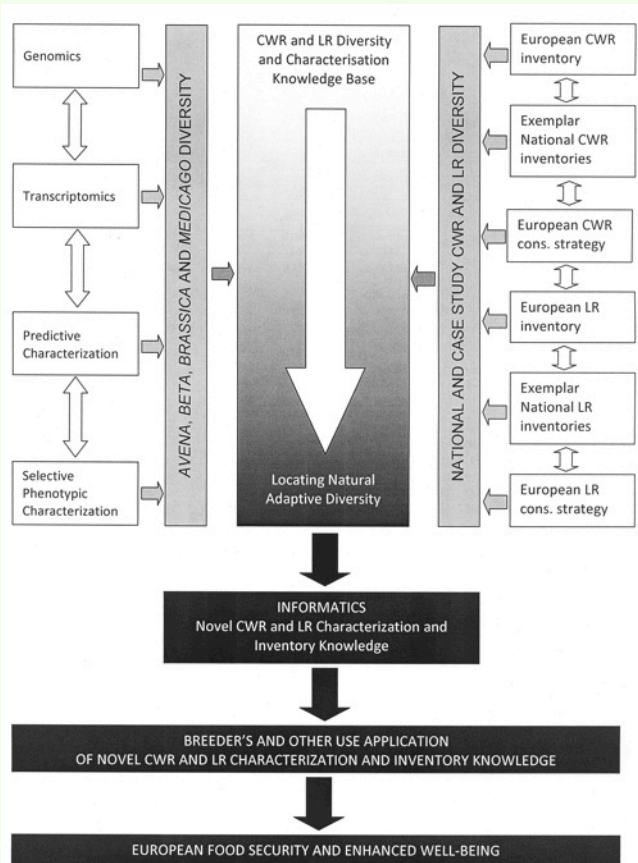 Genomics
Transcriptomics
Predictive
Characterization
Selective
Phenotypic
Characterization
AVENA, BETA, BRASSICA AND MEDICAGO DIVERSITY
CWR and LR Diversity
and Characterisation
Knowledge Base
Locating Natural
Adaptive Diversity
NATIONAL AND CASE STUDY CWR AND LR DIVERSITY
European CWR
inventory
Exemplar
National CWR
inventories
European CWR
cons. strategy
European LR
inventory
Exemplar
National LR
inventories
European LR
cons. strategy
INFORMATICS
Novel CWR and LR Characterization and
Inventory Knowledge
BREEDER'S AND OTHER USE APPLICATION
OF NOVEL CWR AND LR CHARACTERIZATION AND INVENTORY KNOWLEDGE
EUROPEAN FOOD SECURITY AND ENHANCED WELL-BEING